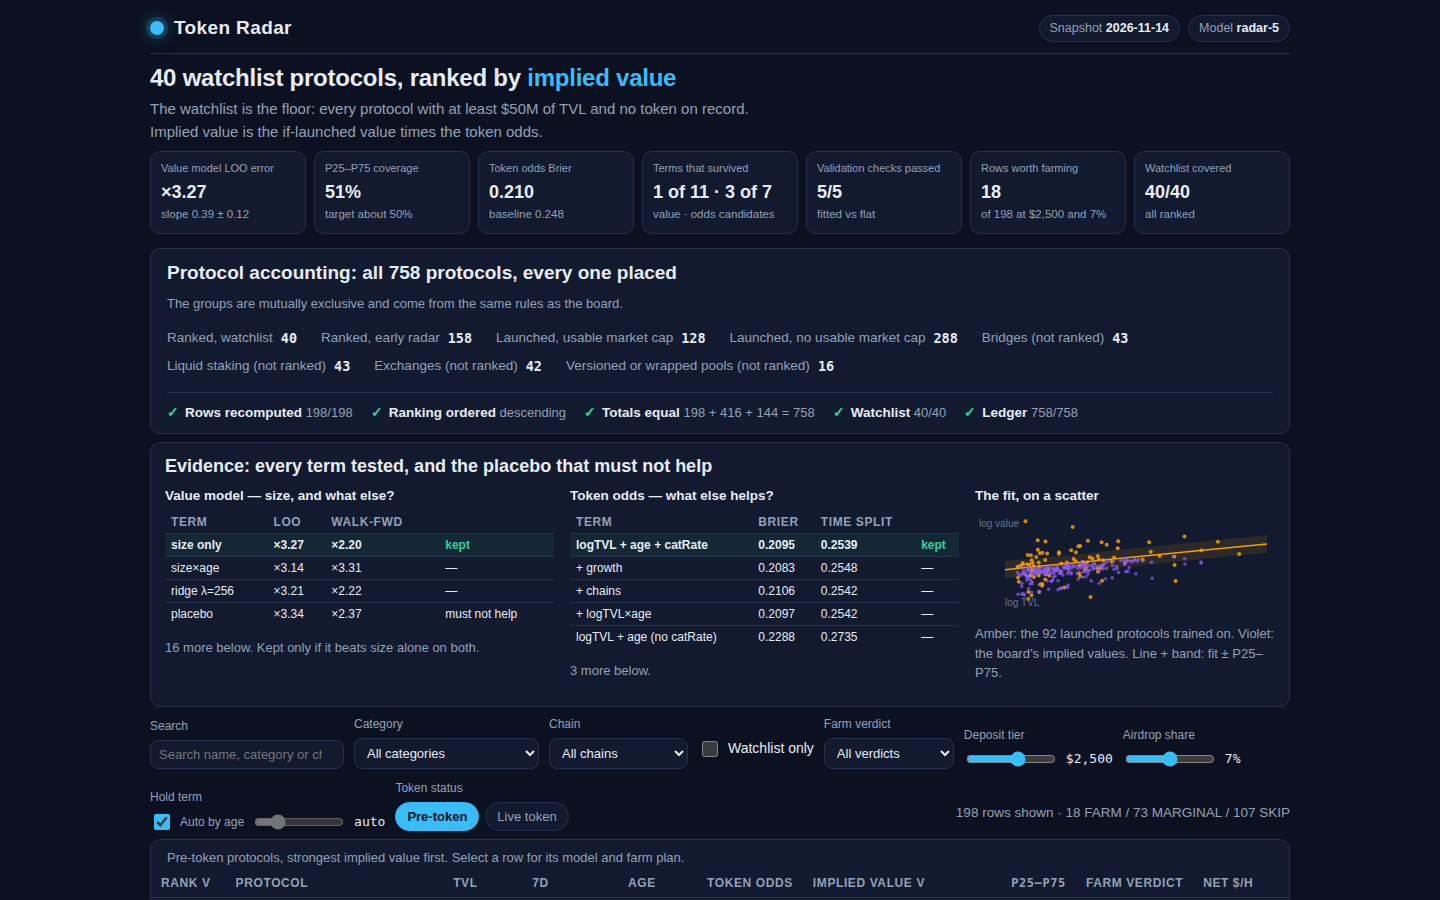 Token Radar
Snapshot 2026-11-14
Model radar-5
40 watchlist protocols, ranked by implied value
The watchlist is the floor: every protocol with at least $50M of TVL and no token on record.
Implied value is the if-launched value times the token odds.
Value model LOO error
×3.27
slope 0.39 ± 0.12
P25–P75 coverage
51%
target about 50%
Token odds Brier
0.210
baseline 0.248
Terms that survived
1 of 11 · 3 of 7
value · odds candidates
Validation checks passed
5/5
fitted vs flat
Rows worth farming
18
of 198 at $2,500 and 7%
Watchlist covered
40/40
all ranked
Protocol accounting: all 758 protocols, every one placed
The groups are mutually exclusive and come from the same rules as the board.
Ranked, watchlist 40 Ranked, early radar 158 Launched, usable market cap 128 Launched, no usable market cap 288 Bridges (not ranked) 43
Liquid staking (not ranked) 43 Exchanges (not ranked) 42 Versioned or wrapped pools (not ranked) 16
✓ Rows recomputed 198/198 ✓ Ranking ordered descending ✓ Totals equal 198 + 416 + 144 = 758 ✓ Watchlist 40/40 ✓ Ledger 758/758
Evidence: every term tested, and the placebo that must not help
Value model — size, and what else?
TERM LOO WALK-FWD
size only ×3.27 ×2.20 kept
size×age ×3.14 ×3.31 —
ridge λ=256 ×3.21 ×2.22 —
placebo ×3.34 ×2.37 must not help
16 more below. Kept only if it beats size alone on both.
Token odds — what else helps?
TERM BRIER TIME SPLIT
logTVL + age + catRate 0.2095 0.2539 kept
+ growth 0.2083 0.2548 —
+ chains 0.2106 0.2542 —
+ logTVL×age 0.2097 0.2542 —
logTVL + age (no catRate) 0.2288 0.2735 —
3 more below.
The fit, on a scatter
log value
log TVL
Amber: the 92 launched protocols trained on. Violet:
the board's implied values. Line + band: fit ± P25–
P75.
Search
Search name, category or ch
Category
All categories
Chain
All chains
Watchlist only
Farm verdict
All verdicts
Deposit tier
$2,500
Airdrop share
7%
Hold term
Auto by age
auto
Token status
Pre-token
Live token
198 rows shown · 18 FARM / 73 MARGINAL / 107 SKIP
Pre-token protocols, strongest implied value first. Select a row for its model and farm plan.
RANK V PROTOCOL TVL 7D AGE TOKEN ODDS IMPLIED VALUE V P25–P75 FARM VERDICT NET $/H